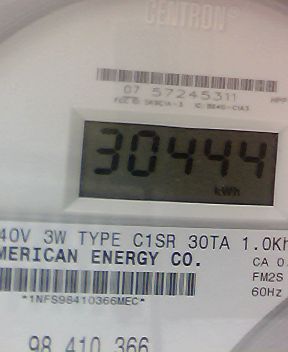 CENTRON®
07 57245311
30444
kWh
40V 3W TYPE C1SR 30TA 1.0Kh
MERICAN ENERGY CO.
CA 0.
FM2S
60Hz
*1NFS98410366MEC*
98 410 366